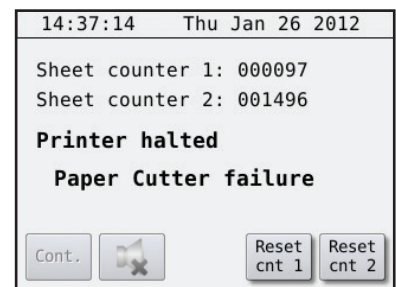 14:37:14 Thu Jan 26 2012
Sheet counter 1: 000097
Sheet counter 2: 001496
Printer halted
Paper Cutter failure
Cont. Reset cnt 1 Reset cnt 2